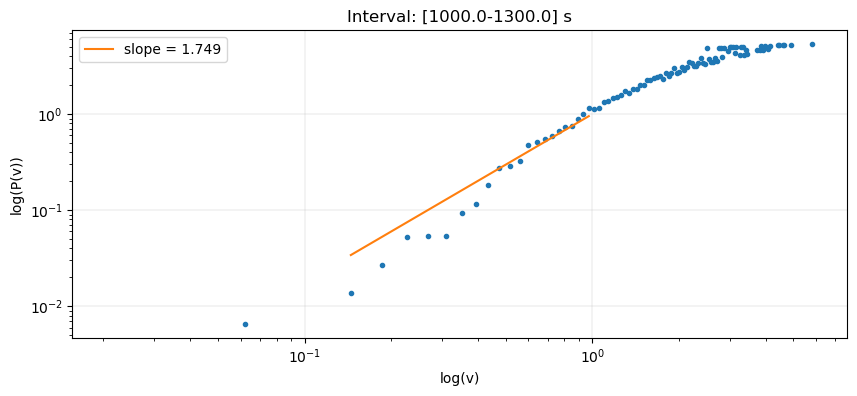 Interval: [1000.0-1300.0] s
slope = 1.749
log(P(v))
10^0
10^-1
10^-2
10^-1
10^0
log(v)